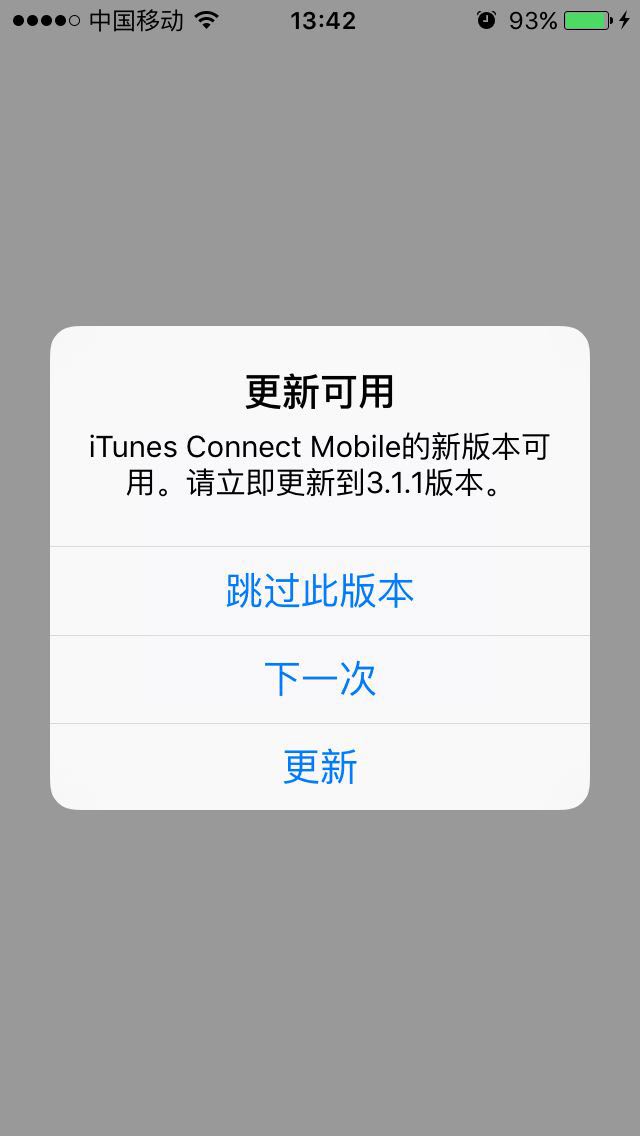 中国移动 13:42 93%
更新可用
iTunes Connect Mobile的新版本可
用。请立即更新到3.1.1版本。
跳过此版本
下一次
更新